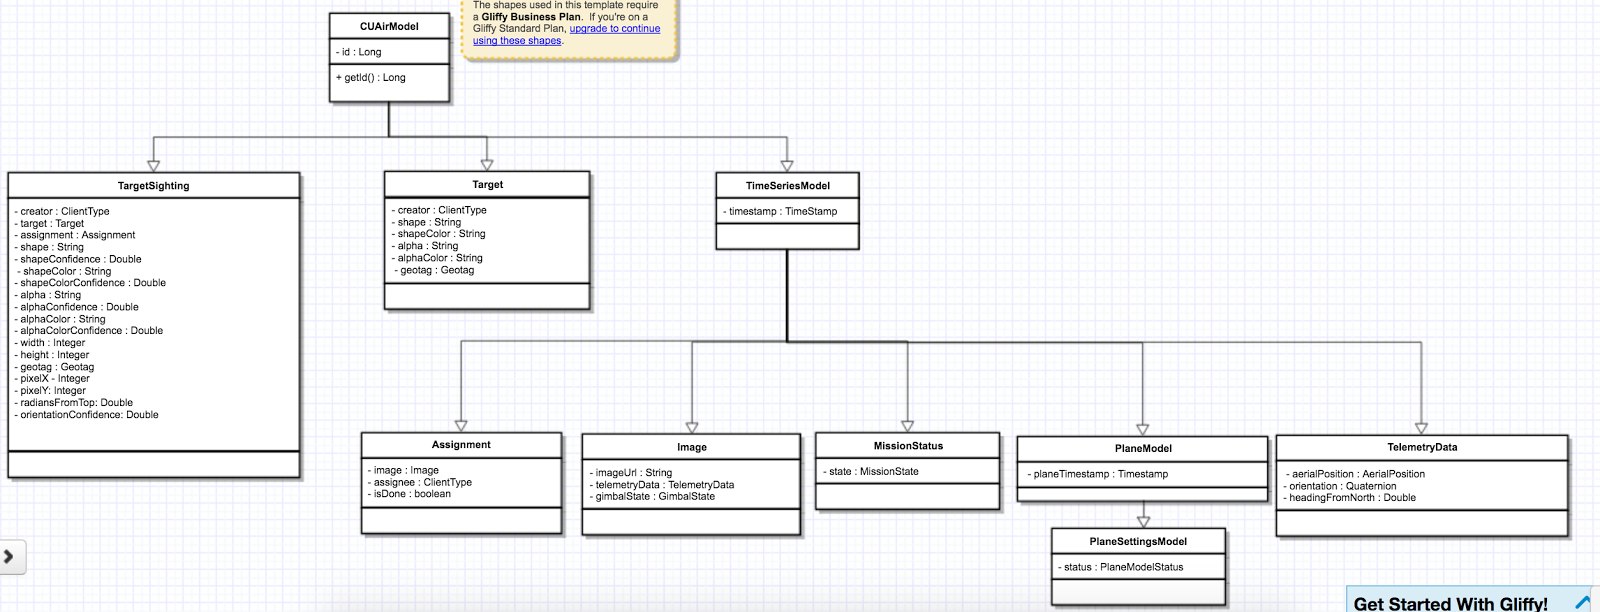 The shapes used in this template require
a Gliffy Business Plan. If you're on a
Gliffy Standard Plan, upgrade to continue
using these shapes.
CUAirModel
- id : Long
+ getId() : Long
TargetSighting
- creator : ClientType
- target : Target
- assignment : Assignment
- shape : String
- shapeConfidence : Double
- shapeColor : String
- shapeColorConfidence : Double
- alpha : String
- alphaConfidence : Double
- alphaColor : String
- alphaColorConfidence : Double
- width : Integer
- height : Integer
- geotag : Geotag
- pixelX - Integer
- pixelY: Integer
- radiansFromTop: Double
- orientationConfidence: Double
Target
- creator : ClientType
- shape : String
- shapeColor : String
- alpha : String
- alphaColor : String
- geotag : Geotag
TimeSeriesModel
- timestamp : TimeStamp
Assignment
- image : Image
- assignee : ClientType
- isDone : boolean
Image
- imageUrl : String
- telemetryData : TelemetryData
- gimbalState : GimbalState
MissionStatus
- state : MissionState
PlaneModel
- planeTimestamp : Timestamp
TelemetryData
- aerialPosition : AerialPosition
- orientation : Quaternion
- headingFromNorth : Double
PlaneSettingsModel
- status : PlaneModelStatus
Get Started With Gliffy!